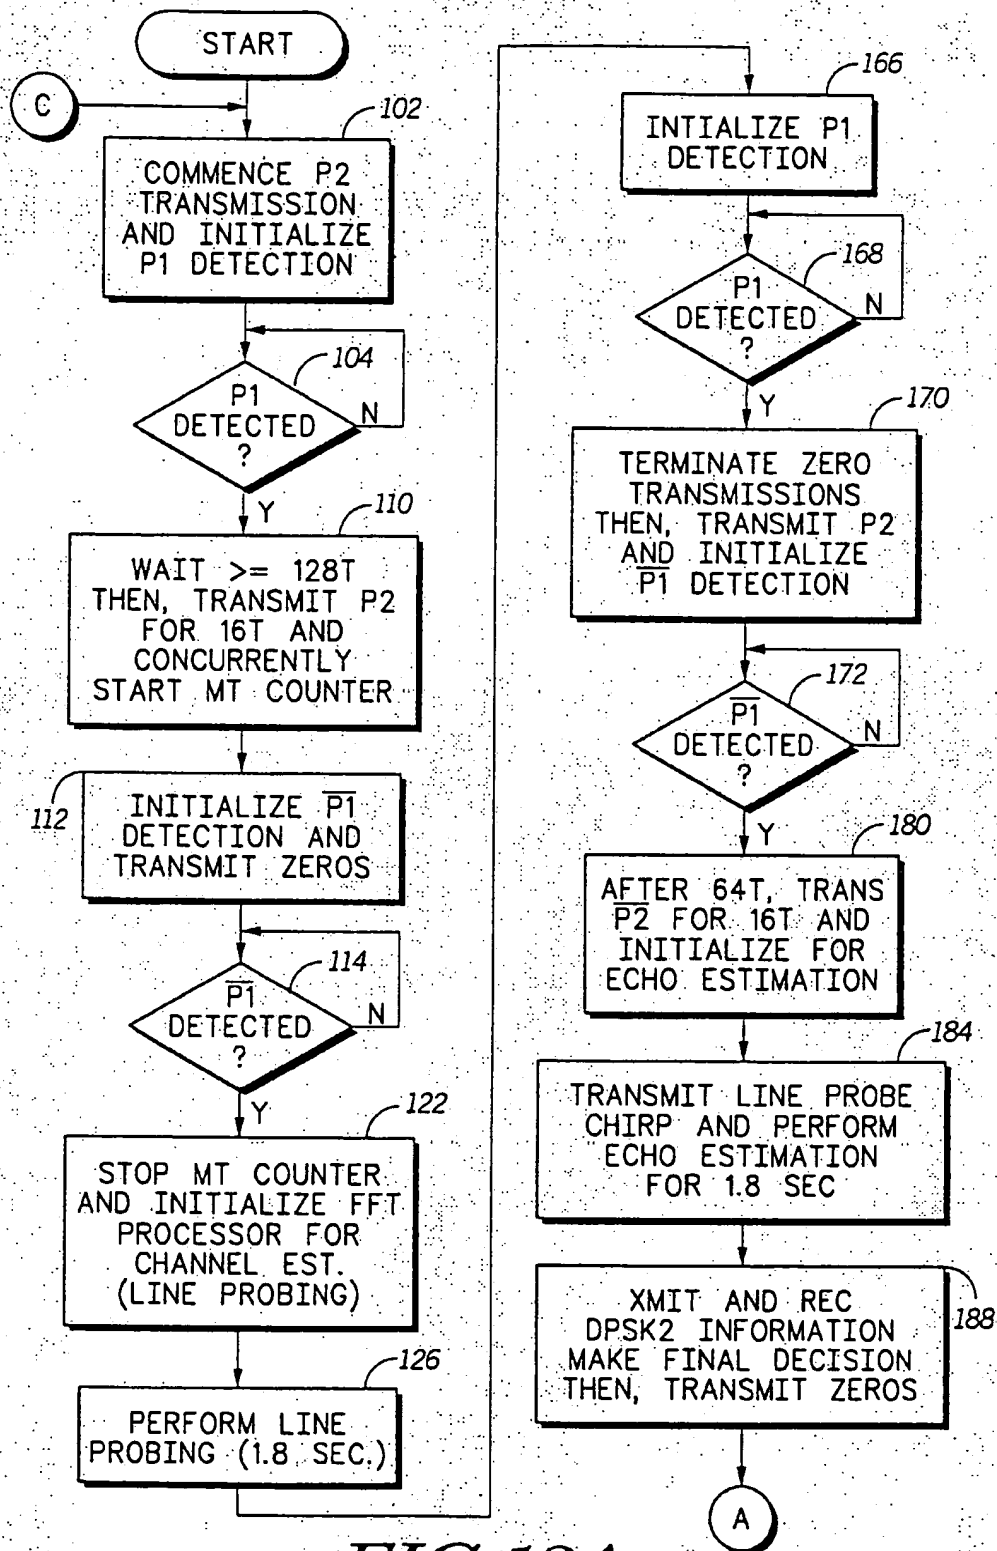 START
C
102
COMMENCE P2
TRANSMISSION
AND INITIALIZE
P1 DETECTION
104
P1
DETECTED
?
N
Y
110
WAIT >= 128T
THEN, TRANSMIT P2
FOR 16T AND
CONCURRENTLY
START MT COUNTER
112
INITIALIZE P̅1̅
DETECTION AND
TRANSMIT ZEROS
114
P̅1̅
DETECTED
?
N
Y
122
STOP MT COUNTER
AND INITIALIZE FFT
PROCESSOR FOR
CHANNEL EST.
(LINE PROBING)
126
PERFORM LINE
PROBING (1.8 SEC.)
166
INTIALIZE P1
DETECTION
168
P1
DETECTED
?
N
Y
170
TERMINATE ZERO
TRANSMISSIONS
THEN, TRANSMIT P2
AND INITIALIZE
P̅1̅ DETECTION
172
P̅1̅
DETECTED
?
N
Y
180
AFTER 64T, TRANS
P̅2̅ FOR 16T AND
INITIALIZE FOR
ECHO ESTIMATION
184
TRANSMIT LINE PROBE
CHIRP AND PERFORM
ECHO ESTIMATION
FOR 1.8 SEC
188
XMIT AND REC
DPSK2 INFORMATION
MAKE FINAL DECISION
THEN, TRANSMIT ZEROS
A